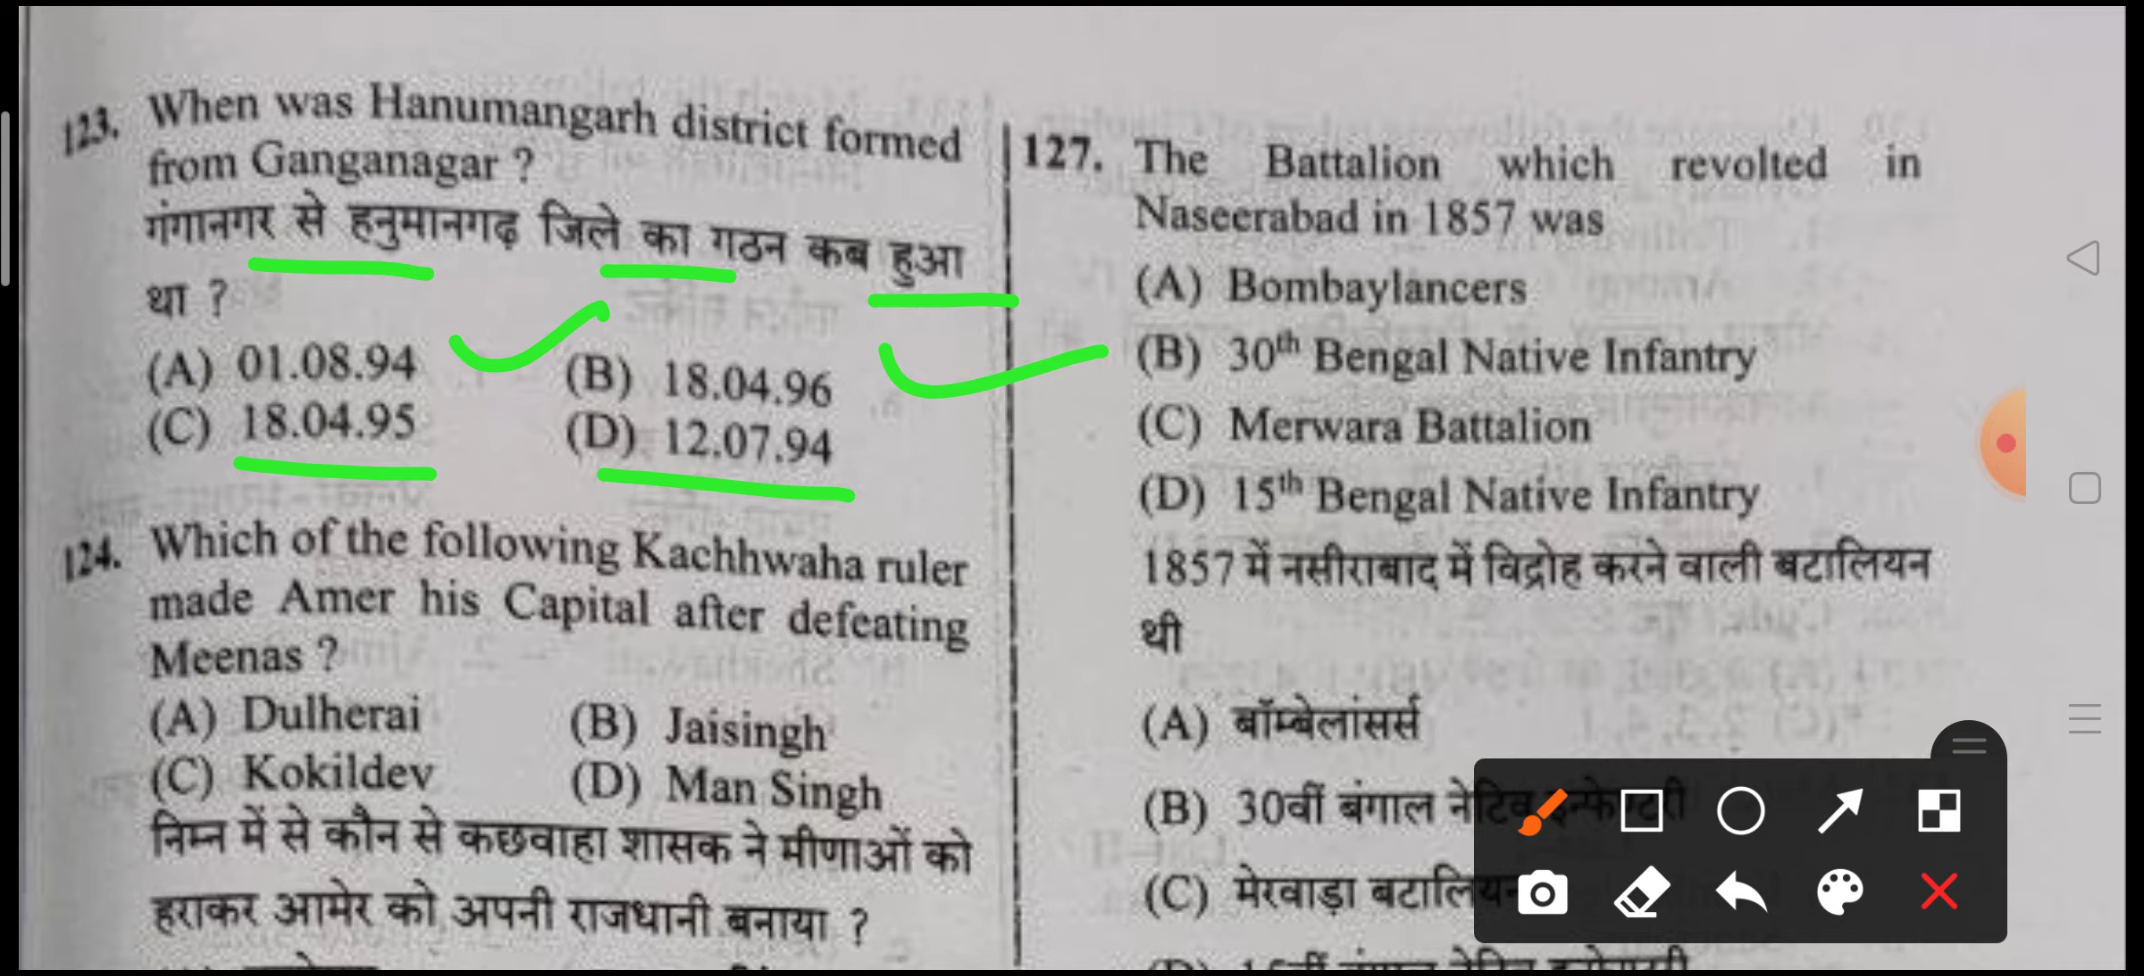 123. When was Hanumangarh district formed
from Ganganagar ?
गंगानगर से हनुमानगढ़ जिले का गठन कब हुआ
था ?
(A) 01.08.94 (B) 18.04.96
(C) 18.04.95 (D) 12.07.94
124. Which of the following Kachhwaha ruler
made Amer his Capital after defeating
Meenas ?
(A) Dulherai (B) Jaisingh
(C) Kokildev (D) Man Singh
निम्न में से कौन से कछवाहा शासक ने मीणाओं को
हराकर आमेर को अपनी राजधानी बनाया ?
127. The Battalion which revolted in
Naseerabad in 1857 was
(A) Bombaylancers
(B) 30th Bengal Native Infantry
(C) Merwara Battalion
(D) 15th Bengal Native Infantry
1857 में नसीराबाद में विद्रोह करने वाली बटालियन
थी
(A) बॉम्बेलांसर्स
(B) 30वीं बंगाल नेटिव इन्फेण्टरी
(C) मेरवाड़ा बटालियन